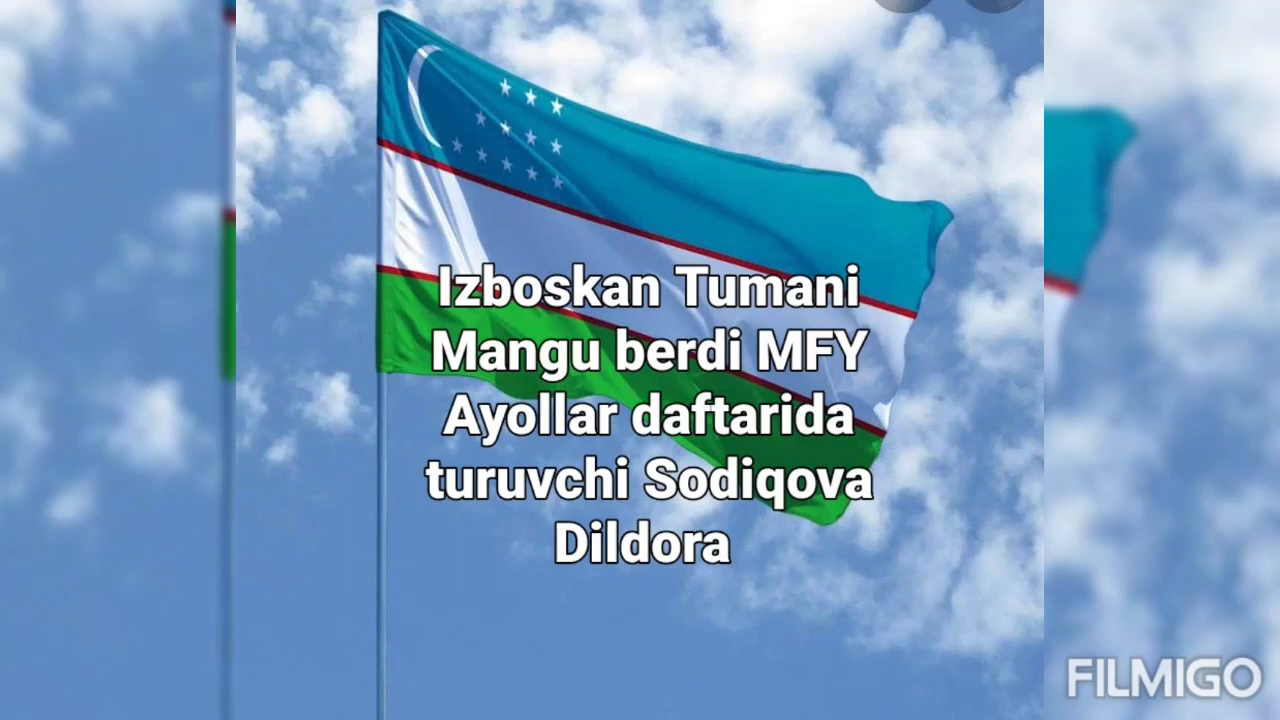 Izboskan Tumani
Mangu berdi MFY
Ayollar daftarida
turuvchi Sodiqova
Dildora
FILMIGO